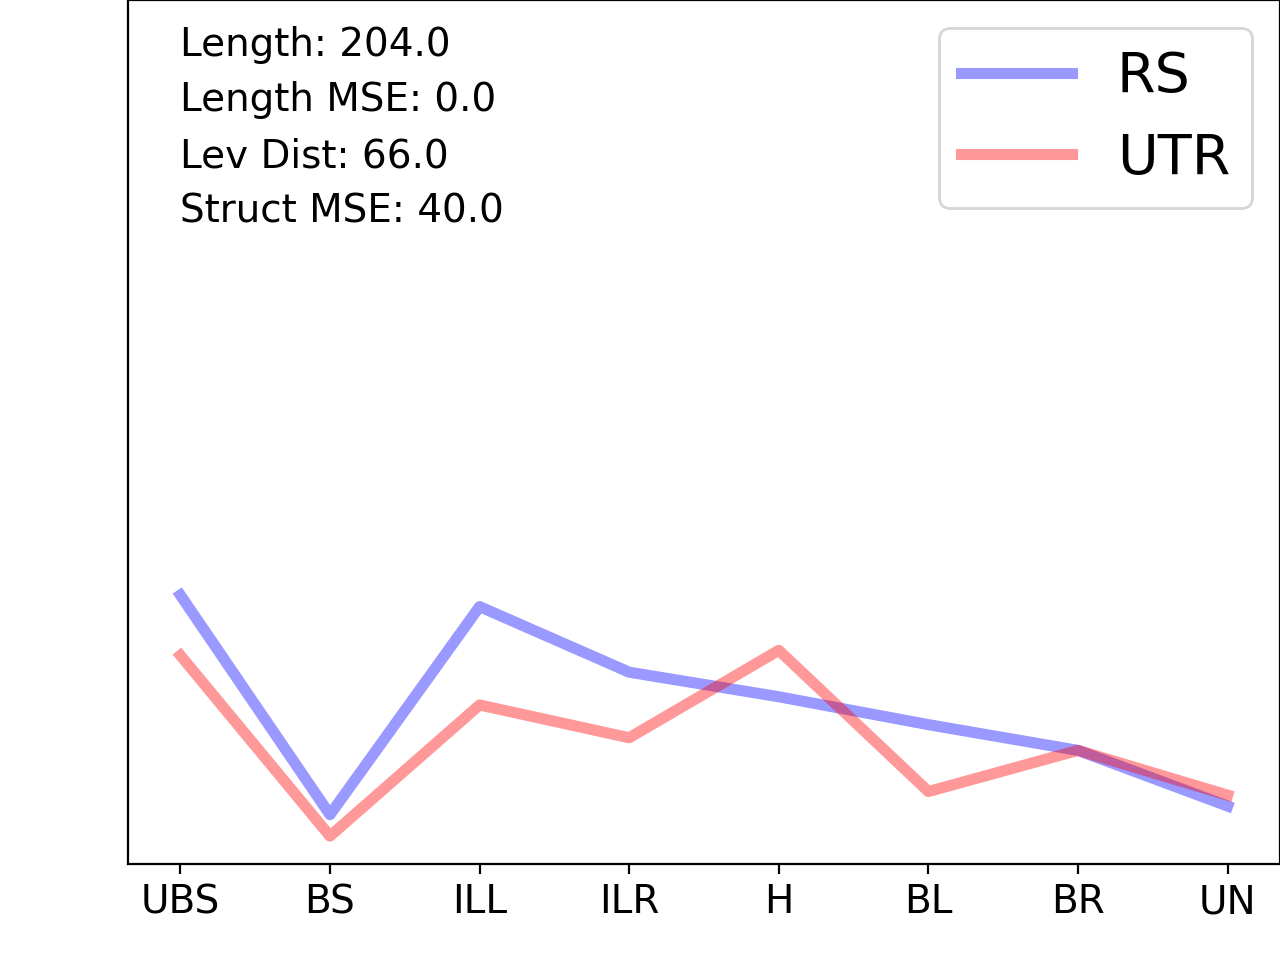 Length: 204.0
Length MSE: 0.0
Lev Dist: 66.0
Struct MSE: 40.0
RS
UTR
UBS BS ILL ILR H BL BR UN